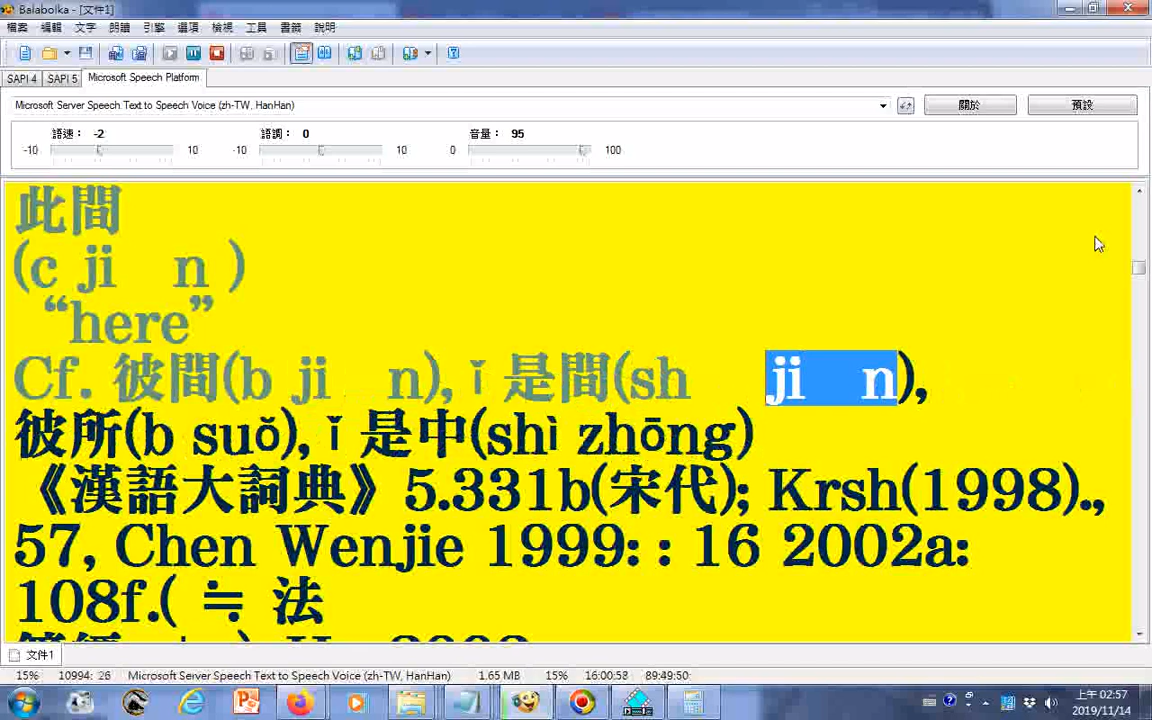 Balabolka - [文件1]
檔案 編輯 文字 朗讀 引擎 選項 檢視 工具 書籤 說明
SAPI 4 SAPI 5 Microsoft Speech Platform
Microsoft Server Speech Text to Speech Voice (zh-TW, HanHan) 關於 預設
語速: -2 語調: 0 音量: 95
-10 10 -10 10 0 100
此間
(c ji n )
“here”
Cf. 彼間(b ji n), ǐ 是間(sh ji n),
彼所(b suǒ), ǐ 是中(shì zhōng)
《漢語大詞典》5.331b(宋代); Krsh(1998).,
57, Chen Wenjie 1999: : 16 2002a:
108f.( ≒ 法
文件1
15% 10994: 26 Microsoft Server Speech Text to Speech Voice (zh-TW, HanHan) 1.65 MB 15% 16:00:58 89:49:50
上午 02:57
2019/11/14